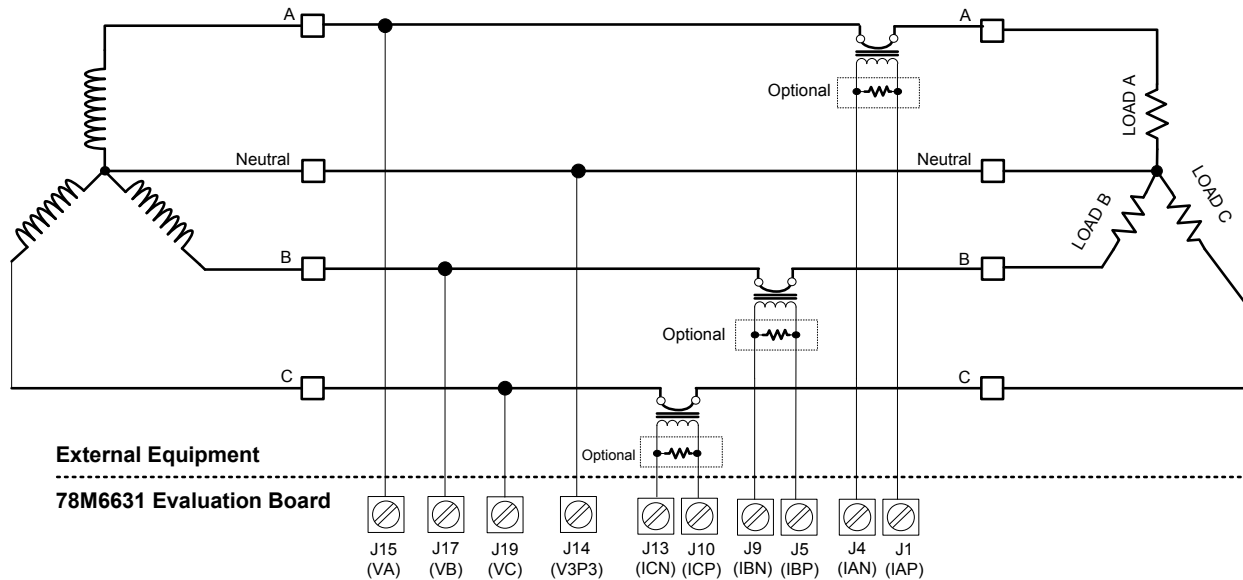 A
A
Optional
LOAD A
Neutral
Neutral
LOAD B
LOAD C
B
B
Optional
C
C
Optional
External Equipment
78M6631 Evaluation Board
J15
(VA)
J17
(VB)
J19
(VC)
J14
(V3P3)
J13
(ICN)
J10
(ICP)
J9
(IBN)
J5
(IBP)
J4
(IAN)
J1
(IAP)